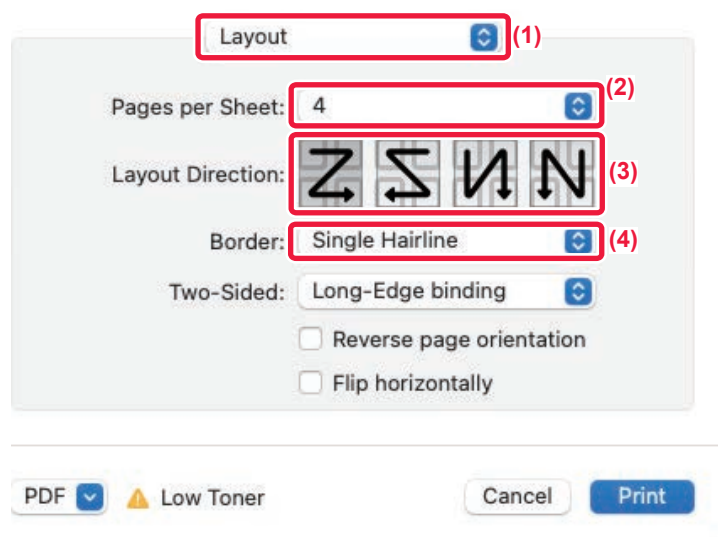 Layout (1)
Pages per Sheet: 4 (2)
Layout Direction: (3)
Border: Single Hairline (4)
Two-Sided: Long-Edge binding
Reverse page orientation
Flip horizontally
PDF Low Toner Cancel Print